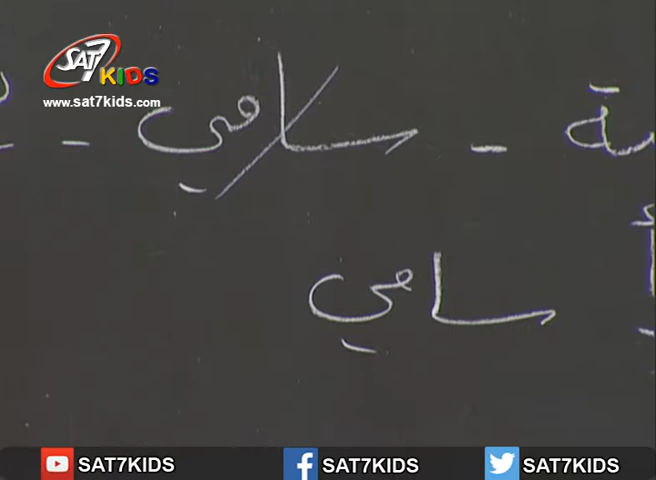 SAT7 KIDS
www.sat7kids.com
- سامي -
سامي
SAT7KIDS SAT7KIDS SAT7KIDS